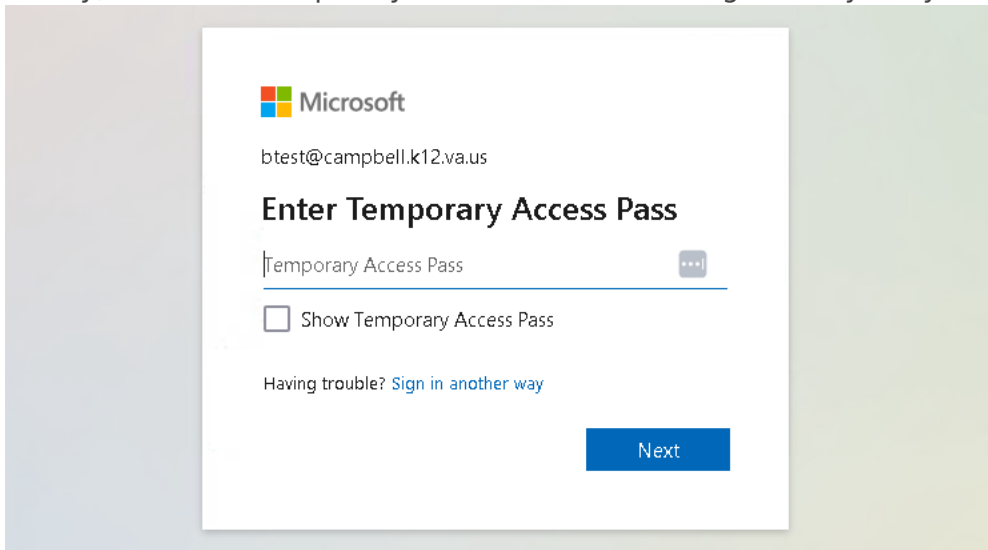 Microsoft
btest@campbell.k12.va.us
Enter Temporary Access Pass
Temporary Access Pass
Show Temporary Access Pass
Having trouble? Sign in another way
Next